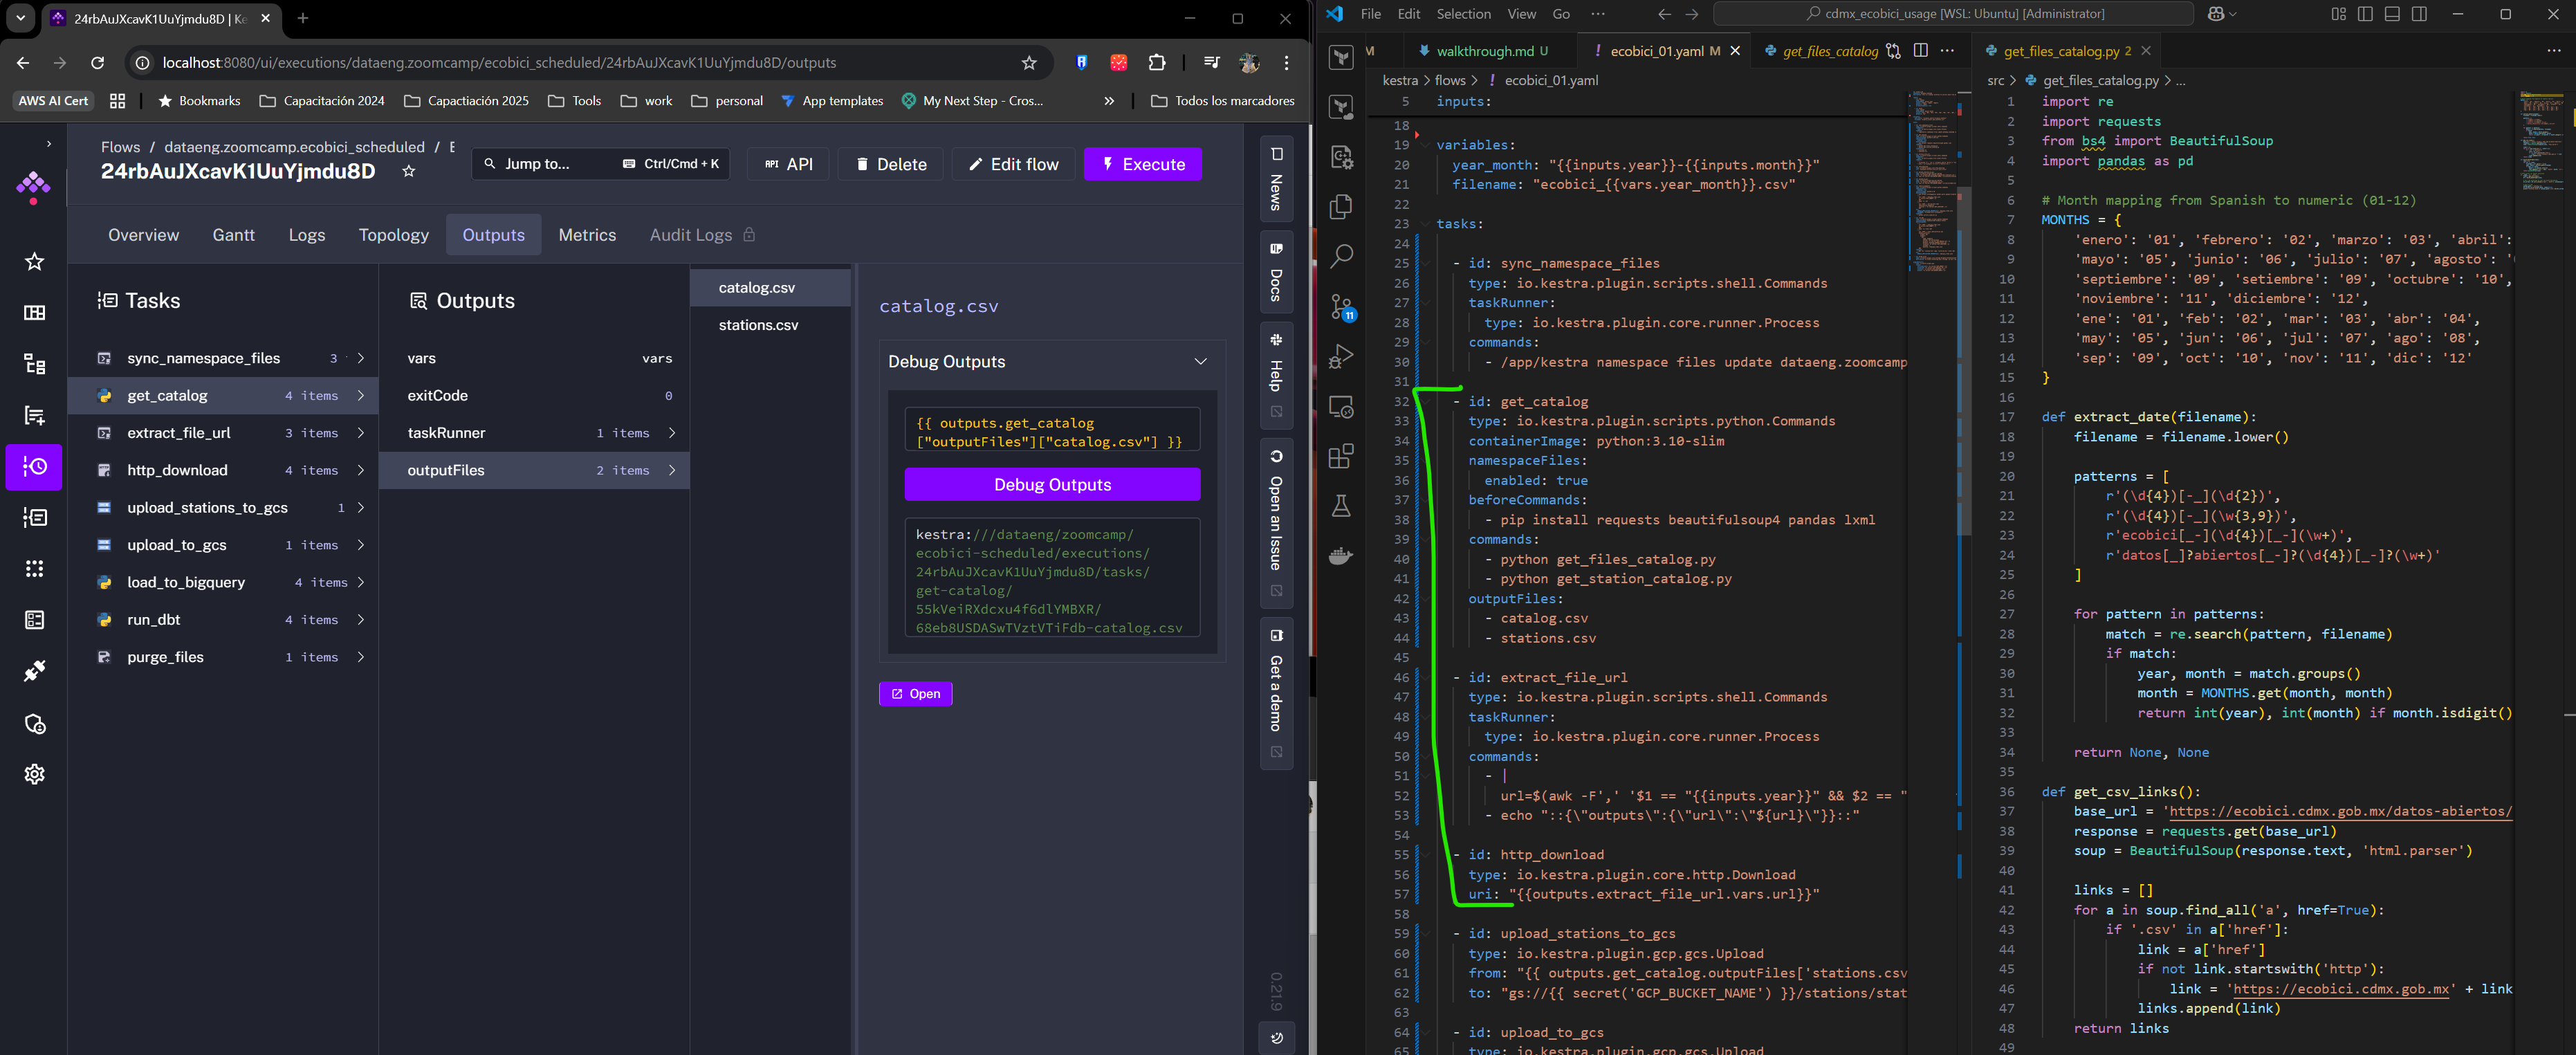 24rbAuJXcavK1UuYjmdu8D | Ke
localhost:8080/ui/executions/dataeng.zoomcamp/ecobici_scheduled/24rbAuJXcavK1UuYjmdu8D/outputs
AWS AI Cert
Bookmarks
Capacitación 2024
Capactiación 2025
Tools
work
personal
App templates
My Next Step - Cros...
»
Todos los marcadores
Flows / dataeng.zoomcamp.ecobici_scheduled / E
24rbAuJXcavK1UuYjmdu8D
Jump to... Ctrl/Cmd + K
API API
Delete
Edit flow
Execute
Overview
Gantt
Logs
Topology
Outputs
Metrics
Audit Logs
Tasks
sync_namespace_files 3
get_catalog 4 items
extract_file_url 3 items
http_download 4 items
upload_stations_to_gcs 1
upload_to_gcs 1 items
load_to_bigquery 4 items
run_dbt 4 items
purge_files 1 items
Outputs
vars vars
exitCode 0
taskRunner 1 items
outputFiles 2 items
catalog.csv
stations.csv
catalog.csv
Debug Outputs
{{ outputs.get_catalog
["outputFiles"]["catalog.csv"] }}
Debug Outputs
kestra:///dataeng/zoomcamp/
ecobici-scheduled/executions/
24rbAuJXcavK1UuYjmdu8D/tasks/
get-catalog/
55kVeiRXdcxu4f6dlYMBXR/
68eb8USDASwTVztVTiFdb-catalog.csv
Open
News
Docs
Help
Open an Issue
Get a demo
0.21.9
File Edit Selection View Go ...
cdmx_ecobici_usage [WSL: Ubuntu] [Administrator]
11
M
walkthrough.md U
! ecobici_01.yaml M
get_files_catalog
kestra > flows > ! ecobici_01.yaml
5 inputs:
18
19 variables:
20 year_month: "{{inputs.year}}-{{inputs.month}}"
21 filename: "ecobici_{{vars.year_month}}.csv"
22
23 tasks:
24
25 - id: sync_namespace_files
26 type: io.kestra.plugin.scripts.shell.Commands
27 taskRunner:
28 type: io.kestra.plugin.core.runner.Process
29 commands:
30 - /app/kestra namespace files update dataeng.zoomcamp
31
32 - id: get_catalog
33 type: io.kestra.plugin.scripts.python.Commands
34 containerImage: python:3.10-slim
35 namespaceFiles:
36 enabled: true
37 beforeCommands:
38 - pip install requests beautifulsoup4 pandas lxml
39 commands:
40 - python get_files_catalog.py
41 - python get_station_catalog.py
42 outputFiles:
43 - catalog.csv
44 - stations.csv
45
46 - id: extract_file_url
47 type: io.kestra.plugin.scripts.shell.Commands
48 taskRunner:
49 type: io.kestra.plugin.core.runner.Process
50 commands:
51 - |
52 url=$(awk -F',' '$1 == "{{inputs.year}}" && $2 == "
53 - echo "::{\"outputs\":{\"url\":\"${url}\"}}::"
54
55 - id: http_download
56 type: io.kestra.plugin.core.http.Download
57 uri: "{{outputs.extract_file_url.vars.url}}"
58
59 - id: upload_stations_to_gcs
60 type: io.kestra.plugin.gcp.gcs.Upload
61 from: "{{ outputs.get_catalog.outputFiles['stations.csv
62 to: "gs://{{ secret('GCP_BUCKET_NAME') }}/stations/stat
63
64 - id: upload_to_gcs
65 type: io.kestra.plugin.gcp.gcs.Upload
get_files_catalog.py 2
src > get_files_catalog.py > ...
1 import re
2 import requests
3 from bs4 import BeautifulSoup
4 import pandas as pd
5
6 # Month mapping from Spanish to numeric (01-12)
7 MONTHS = {
8 'enero': '01', 'febrero': '02', 'marzo': '03', 'abril':
9 'mayo': '05', 'junio': '06', 'julio': '07', 'agosto': '
10 'septiembre': '09', 'setiembre': '09', 'octubre': '10',
11 'noviembre': '11', 'diciembre': '12',
12 'ene': '01', 'feb': '02', 'mar': '03', 'abr': '04',
13 'may': '05', 'jun': '06', 'jul': '07', 'ago': '08',
14 'sep': '09', 'oct': '10', 'nov': '11', 'dic': '12'
15 }
16
17 def extract_date(filename):
18 filename = filename.lower()
19
20 patterns = [
21 r'(\d{4})[-_](\d{2})',
22 r'(\d{4})[-_](\w{3,9})',
23 r'ecobici[_-](\d{4})[_-](\w+)',
24 r'datos[_]?abiertos[_-]?(\d{4})[_-]?(\w+)'
25 ]
26
27 for pattern in patterns:
28 match = re.search(pattern, filename)
29 if match:
30 year, month = match.groups()
31 month = MONTHS.get(month, month)
32 return int(year), int(month) if month.isdigit()
33
34 return None, None
35
36 def get_csv_links():
37 base_url = 'https://ecobici.cdmx.gob.mx/datos-abiertos/
38 response = requests.get(base_url)
39 soup = BeautifulSoup(response.text, 'html.parser')
40
41 links = []
42 for a in soup.find_all('a', href=True):
43 if '.csv' in a['href']:
44 link = a['href']
45 if not link.startswith('http'):
46 link = 'https://ecobici.cdmx.gob.mx' + link
47 links.append(link)
48 return links
49